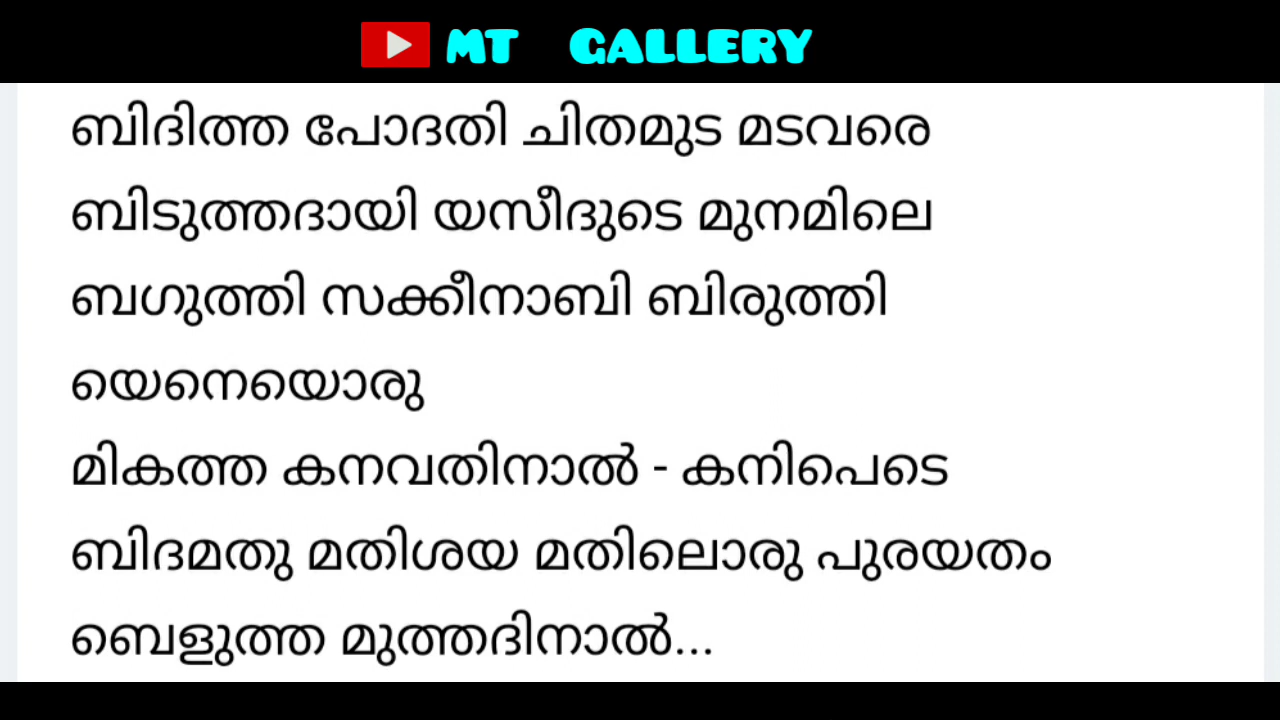 MT GALLERY
ബിദിത്ത പോദതി ചിതമുട മടവരെ
ബിടുത്തദായി യസീദുടെ മുനമിലെ
ബഗുത്തി സക്കീനാബി ബിരുത്തി
യെനെയൊരു
മികത്ത കനവതിനാൽ - കനിപെടെ
ബിദമതു മതിശയ മതിലൊരു പുരയതം
ബെളുത്ത മുത്തദിനാൽ...